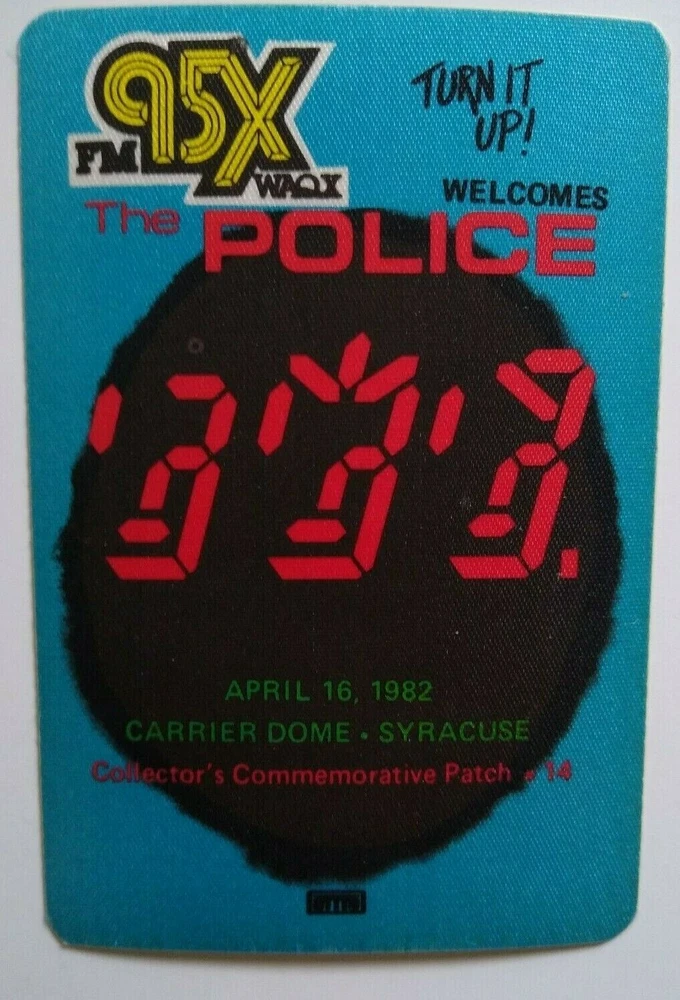 95X
FM
WAQX
TURN IT
UP!
WELCOMES
The POLICE
APRIL 16, 1982
CARRIER DOME • SYRACUSE
Collector's Commemorative Patch # 14